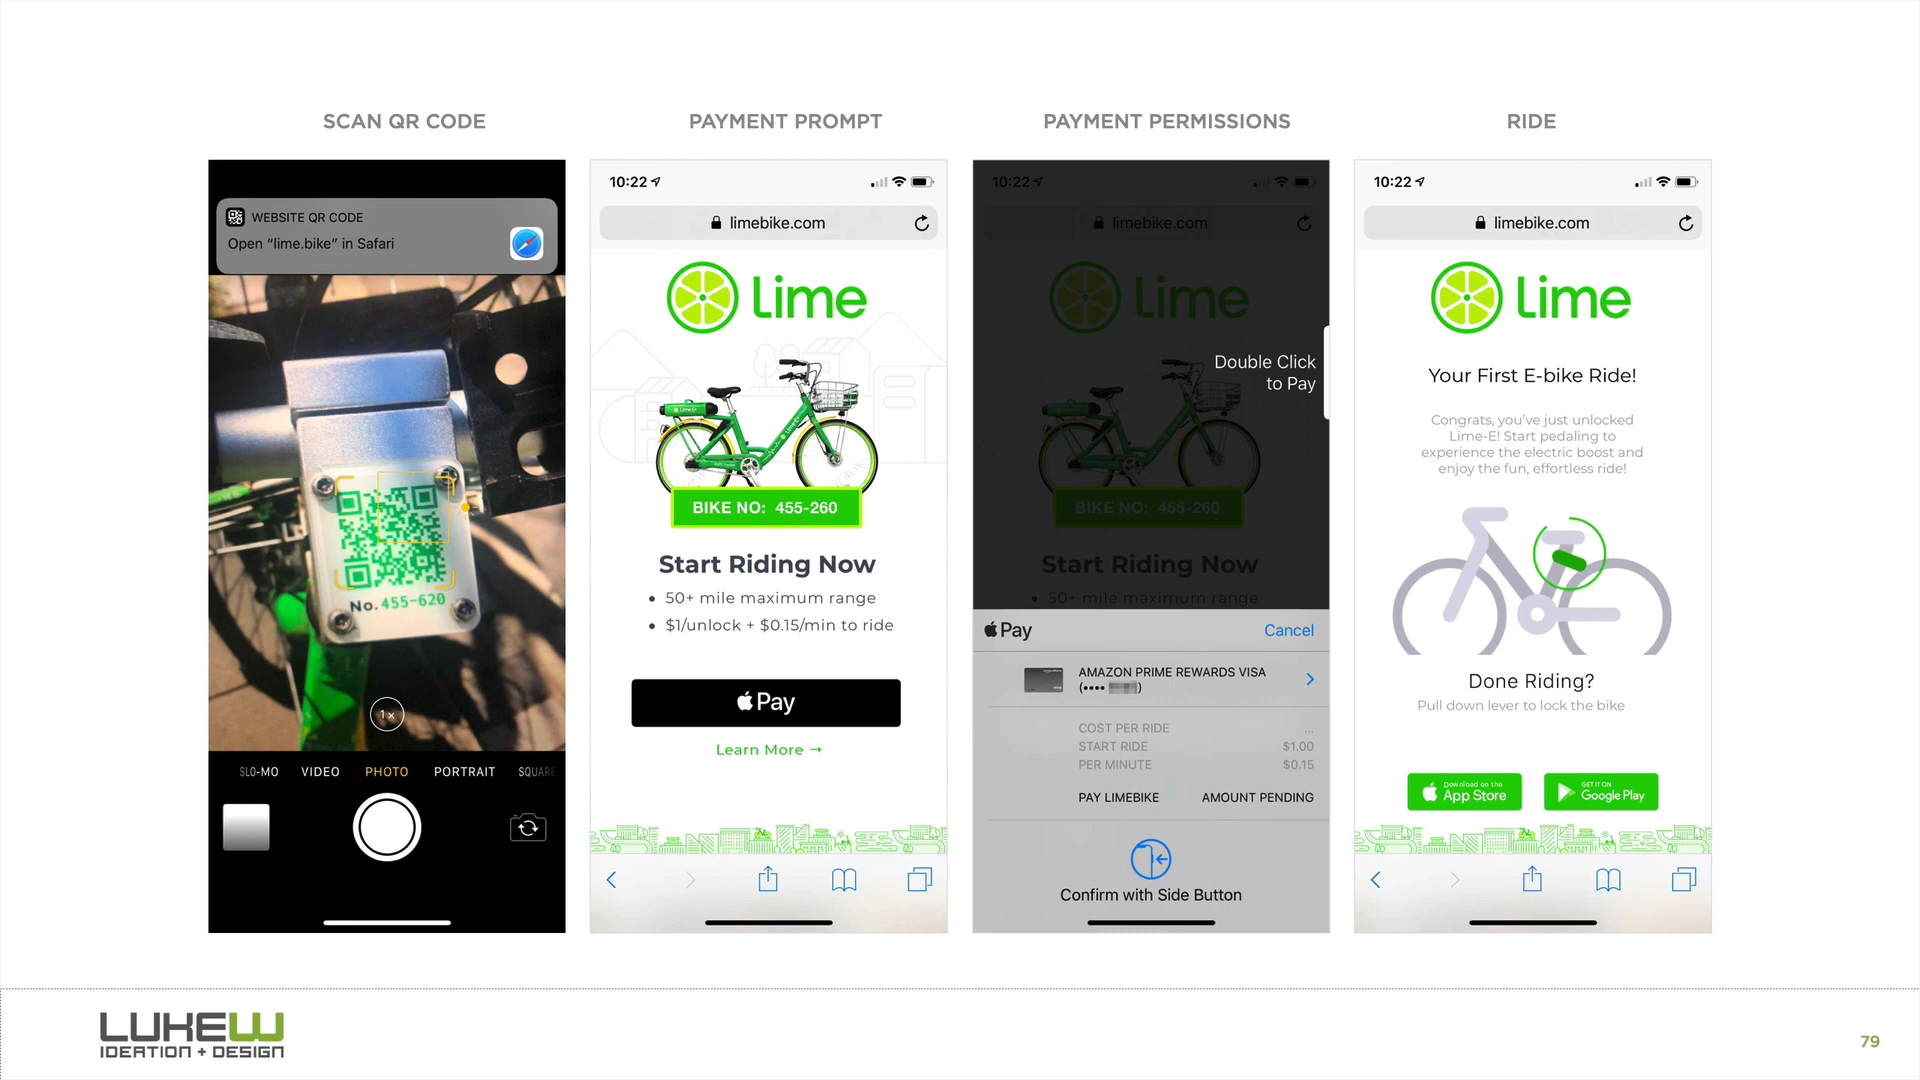 SCAN QR CODE
WEBSITE QR CODE
Open “lime.bike” in Safari
No. 455-620
1x
SLO-MO VIDEO PHOTO PORTRAIT SQUARE
PAYMENT PROMPT
10:22
limebike.com
Lime
Lime-E
BIKE NO: 455-260
Start Riding Now
• 50+ mile maximum range
• $1/unlock + $0.15/min to ride
Pay
Learn More →
PAYMENT PERMISSIONS
10:22
limebike.com
Lime
Double Click
to Pay
BIKE NO: 455-260
Start Riding Now
• 50+ mile maximum range
Pay Cancel
AMAZON PRIME REWARDS VISA
(•••• )
COST PER RIDE ...
START RIDE $1.00
PER MINUTE $0.15
PAY LIMEBIKE AMOUNT PENDING
Confirm with Side Button
RIDE
10:22
limebike.com
Lime
Your First E-bike Ride!
Congrats, you’ve just unlocked
Lime-E! Start pedaling to
experience the electric boost and
enjoy the fun, effortless ride!
Done Riding?
Pull down lever to lock the bike
Download on the
App Store
GET IT ON
Google Play
LUKEW
IDEATION + DESIGN
79